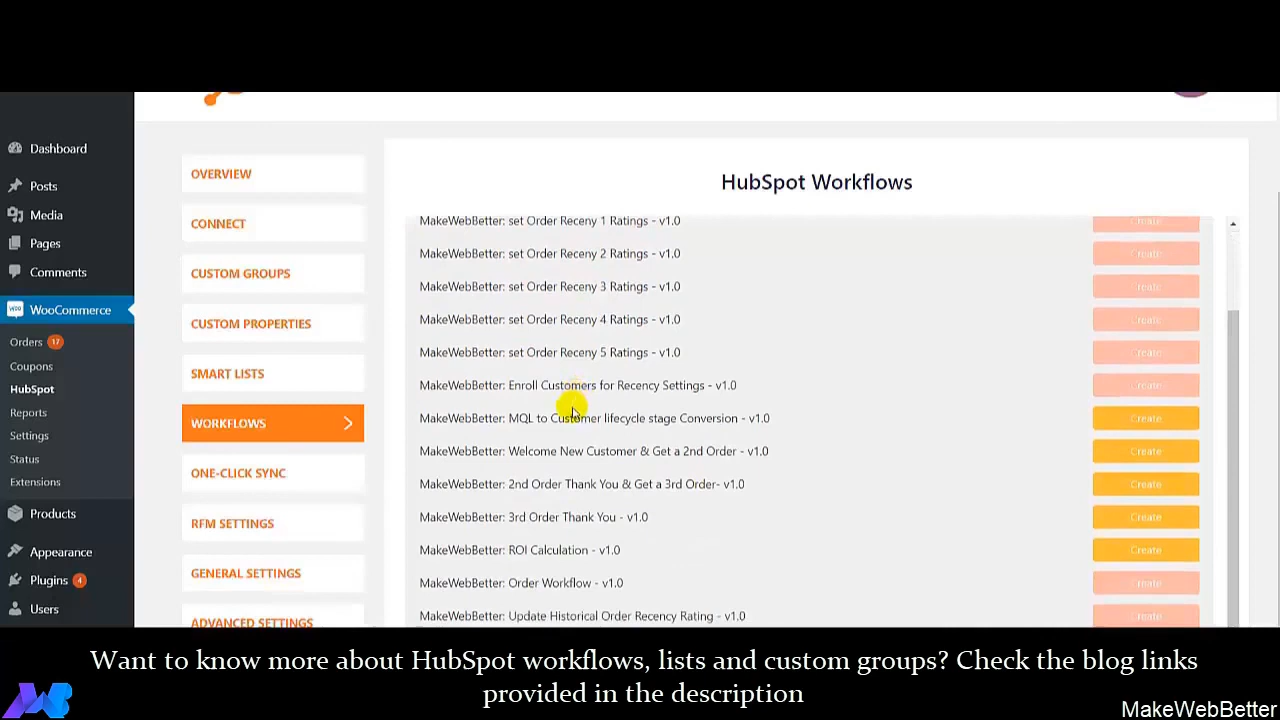 HubSpot Workflows
Dashboard
Posts
Media
Pages
Comments
WooCommerce
Orders 17
Coupons
HubSpot
Reports
Settings
Status
Extensions
Products
Appearance
Plugins 4
Users
OVERVIEW
CONNECT
CUSTOM GROUPS
CUSTOM PROPERTIES
SMART LISTS
WORKFLOWS
ONE-CLICK SYNC
RFM SETTINGS
GENERAL SETTINGS
ADVANCED SETTINGS
MakeWebBetter: set Order Receny 1 Ratings - v1.0 Create
MakeWebBetter: set Order Receny 2 Ratings - v1.0 Create
MakeWebBetter: set Order Receny 3 Ratings - v1.0 Create
MakeWebBetter: set Order Receny 4 Ratings - v1.0 Create
MakeWebBetter: set Order Receny 5 Ratings - v1.0 Create
MakeWebBetter: Enroll Customers for Recency Settings - v1.0 Create
MakeWebBetter: MQL to Customer lifecycle stage Conversion - v1.0 Create
MakeWebBetter: Welcome New Customer & Get a 2nd Order - v1.0 Create
MakeWebBetter: 2nd Order Thank You & Get a 3rd Order- v1.0 Create
MakeWebBetter: 3rd Order Thank You - v1.0 Create
MakeWebBetter: ROI Calculation - v1.0 Create
MakeWebBetter: Order Workflow - v1.0 Create
MakeWebBetter: Update Historical Order Recency Rating - v1.0 Create
Want to know more about HubSpot workflows, lists and custom groups? Check the blog links
provided in the description
MakeWebBetter